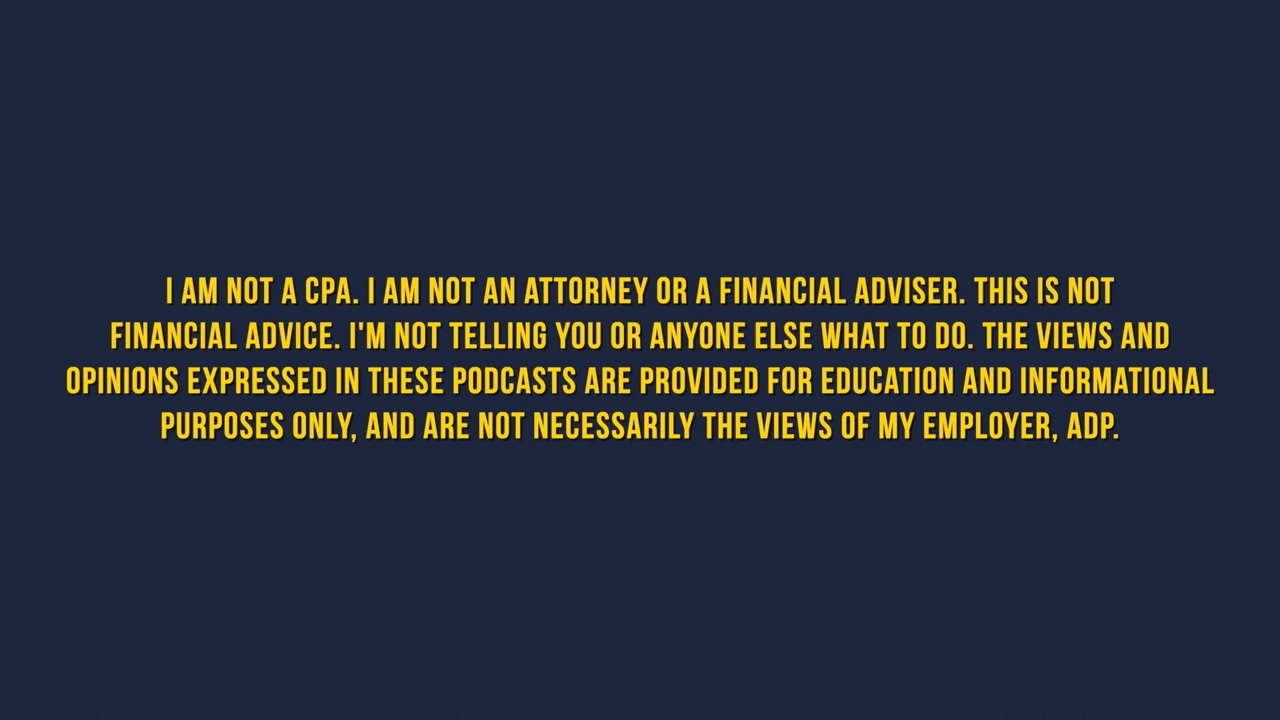 I AM NOT A CPA. I AM NOT AN ATTORNEY OR A FINANCIAL ADVISER. THIS IS NOT
FINANCIAL ADVICE. I'M NOT TELLING YOU OR ANYONE ELSE WHAT TO DO. THE VIEWS AND
OPINIONS EXPRESSED IN THESE PODCASTS ARE PROVIDED FOR EDUCATION AND INFORMATIONAL
PURPOSES ONLY, AND ARE NOT NECESSARILY THE VIEWS OF MY EMPLOYER, ADP.